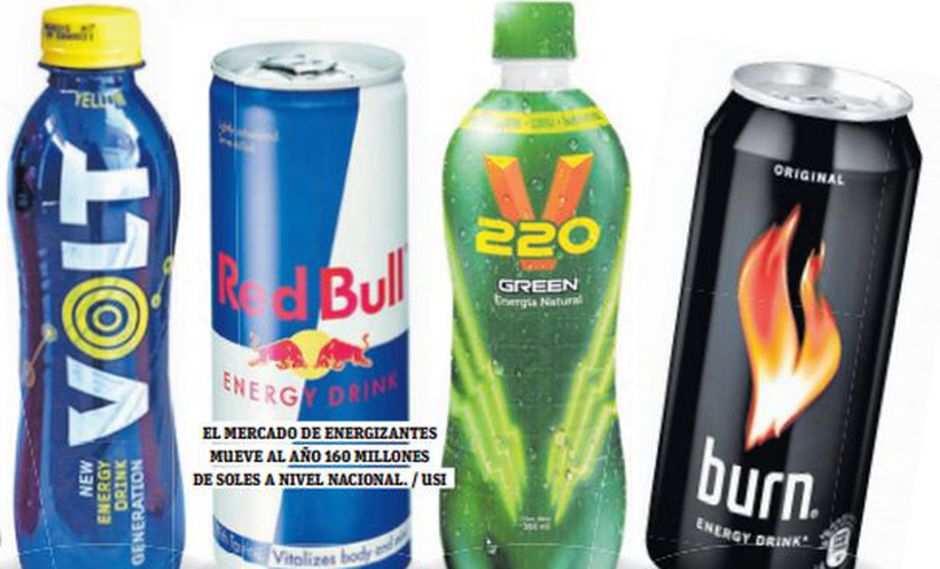 YELLOW
VOLT
NEW
ENERGY
DRINK
GENERATION
Red Bull
ENERGY DRINK
Vitalizes body and
V
220
GREEN
Energía Natural
ORIGINAL
burn®
ENERGY DRINK*
EL MERCADO DE ENERGIZANTES
MUEVE AL AÑO 160 MILLONES
DE SOLES A NIVEL NACIONAL. / USI